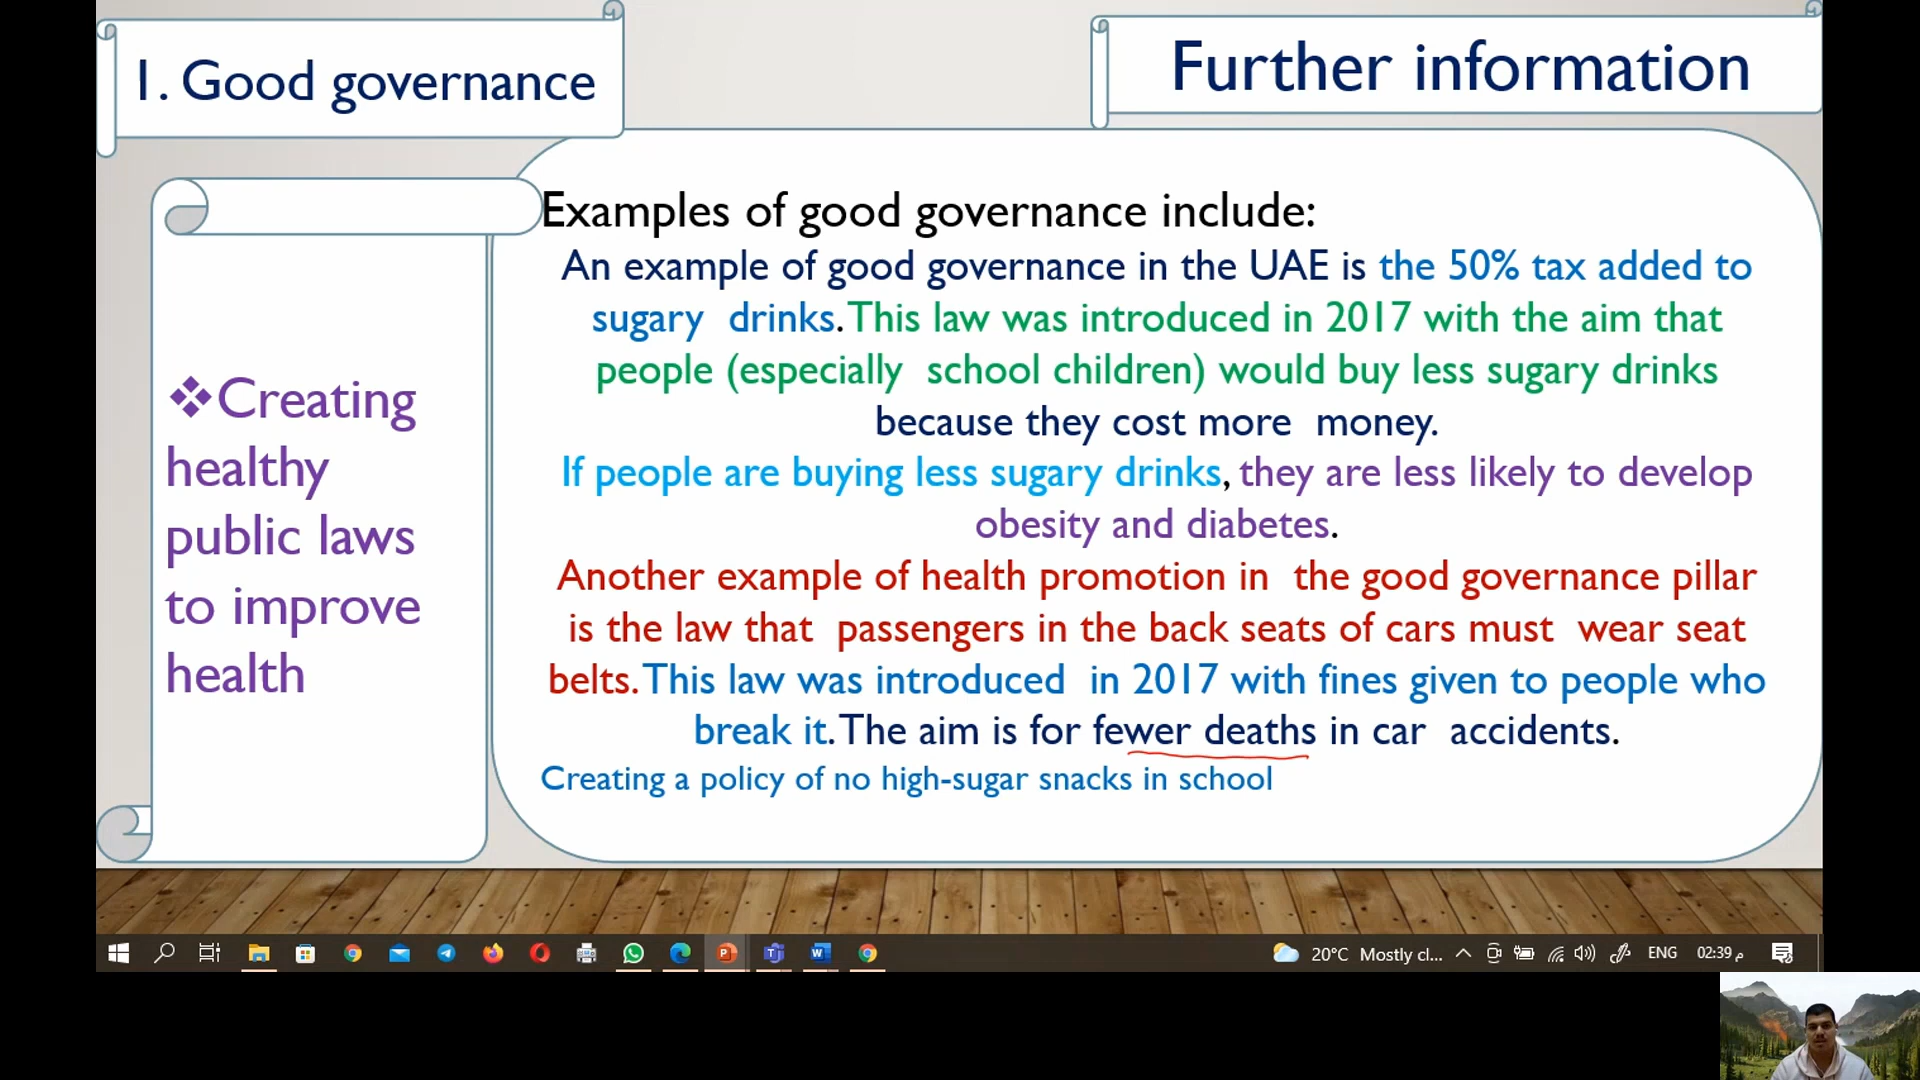 1. Good governance
Further information
❖Creating
healthy
public laws
to improve
health
Examples of good governance include:
An example of good governance in the UAE is the 50% tax added to
sugary drinks. This law was introduced in 2017 with the aim that
people (especially school children) would buy less sugary drinks
because they cost more money.
If people are buying less sugary drinks, they are less likely to develop
obesity and diabetes.
Another example of health promotion in the good governance pillar
is the law that passengers in the back seats of cars must wear seat
belts. This law was introduced in 2017 with fines given to people who
break it. The aim is for fewer deaths in car accidents.
Creating a policy of no high-sugar snacks in school
20°C Mostly cl... ENG 02:39 م